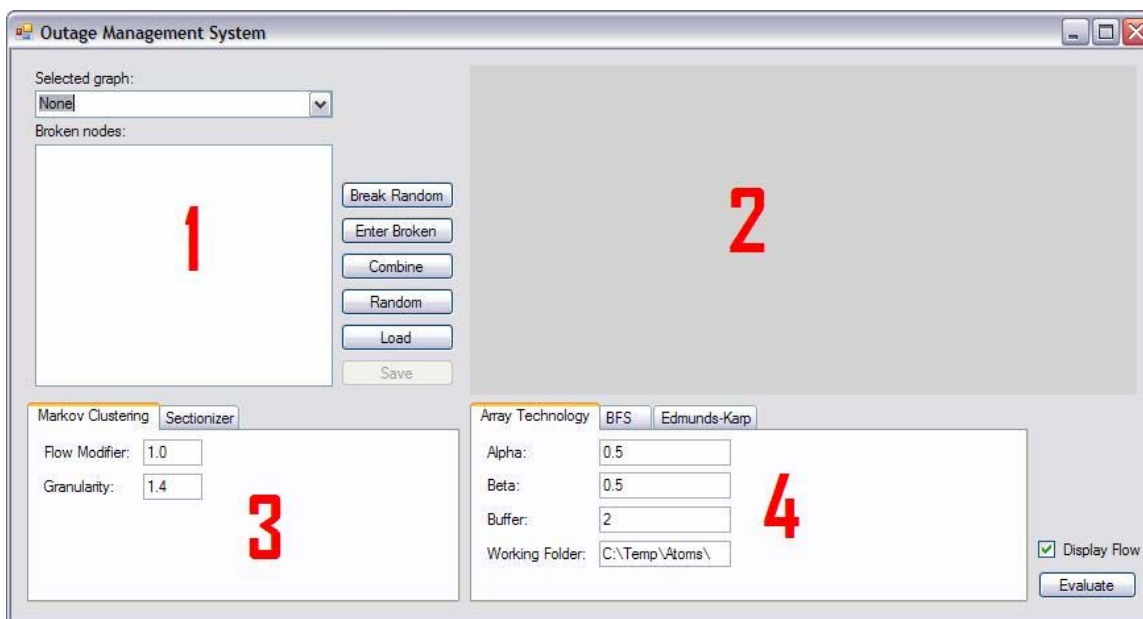 Outage Management System
Selected graph:
None
Broken nodes:
1
Break Random
Enter Broken
Combine
Random
Load
Save
2
Markov Clustering
Sectionizer
Flow Modifier: 1.0
Granularity: 1.4
3
Array Technology
BFS
Edmunds-Karp
Alpha: 0.5
Beta: 0.5
Buffer: 2
Working Folder: C:\Temp\Atoms\
4
Display Flow
Evaluate